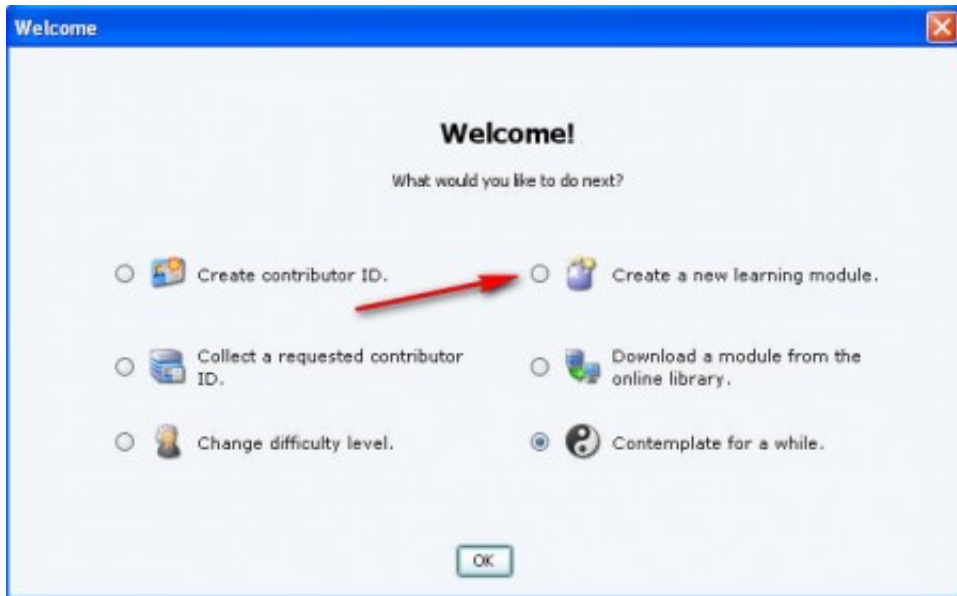 Welcome
Welcome!
What would you like to do next?
Create contributor ID.
Create a new learning module.
Collect a requested contributor
ID.
Download a module from the
online library.
Change difficulty level.
Contemplate for a while.
OK